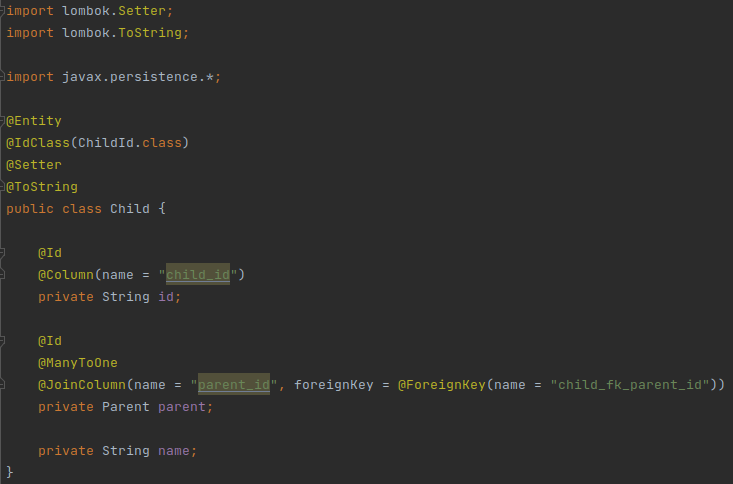 import lombok.Setter;
import lombok.ToString;
import javax.persistence.*;
@Entity
@IdClass(ChildId.class)
@Setter
@ToString
public class Child {
@Id
@Column(name = "child_id")
private String id;
@Id
@ManyToOne
@JoinColumn(name = "parent_id", foreignKey = @ForeignKey(name = "child_fk_parent_id"))
private Parent parent;
private String name;
}